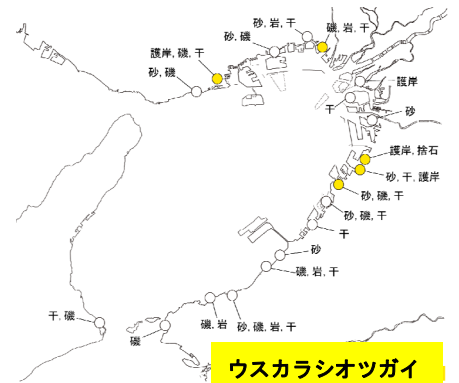 砂, 岩, 干
磯, 岩, 干
砂, 磯
護岸, 磯, 干
砂, 磯
護岸
干
砂
護岸, 捨石
砂, 干, 護岸
砂, 磯, 干
砂, 磯, 干
干
砂
磯, 岩, 干
磯, 岩
砂, 磯, 岩, 干
干, 磯
磯
ウスカラシオツガイ